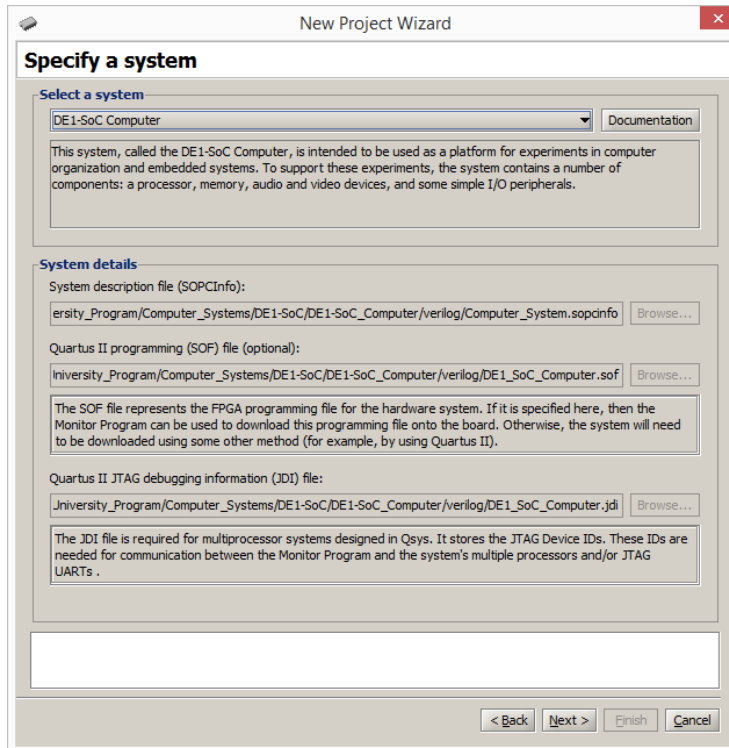 New Project Wizard
Specify a system
Select a system
DE1-SoC Computer
Documentation
This system, called the DE1-SoC Computer, is intended to be used as a platform for experiments in computer
organization and embedded systems. To support these experiments, the system contains a number of
components: a processor, memory, audio and video devices, and some simple I/O peripherals.
System details
System description file (SOPCInfo):
ersity_Program/Computer_Systems/DE1-SoC/DE1-SoC_Computer/verilog/Computer_System.sopcinfo
Browse...
Quartus II programming (SOF) file (optional):
University_Program/Computer_Systems/DE1-SoC/DE1-SoC_Computer/verilog/DE1_SoC_Computer.sof
Browse...
The SOF file represents the FPGA programming file for the hardware system. If it is specified here, then the
Monitor Program can be used to download this programming file onto the board. Otherwise, the system will need
to be downloaded using some other method (for example, by using Quartus II).
Quartus II JTAG debugging information (JDI) file:
University_Program/Computer_Systems/DE1-SoC/DE1-SoC_Computer/verilog/DE1_SoC_Computer.jdi
Browse...
The JDI file is required for multiprocessor systems designed in Qsys. It stores the JTAG Device IDs. These IDs are
needed for communication between the Monitor Program and the system's multiple processors and/or JTAG
UARTs .
< Back
Next >
Finish
Cancel